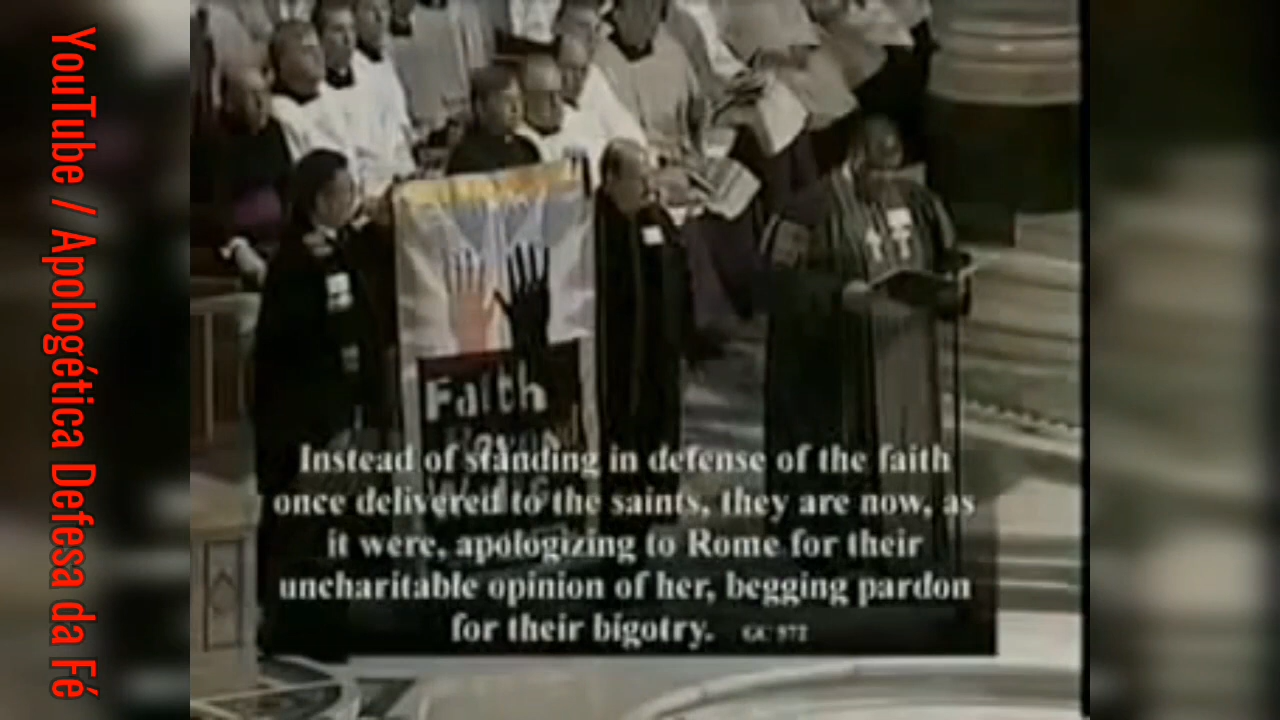 YouTube / Apologética Defesa da Fé
Faith
Instead of standing in defense of the faith
once delivered to the saints, they are now, as
it were, apologizing to Rome for their
uncharitable opinion of her, begging pardon
for their bigotry. GC 572